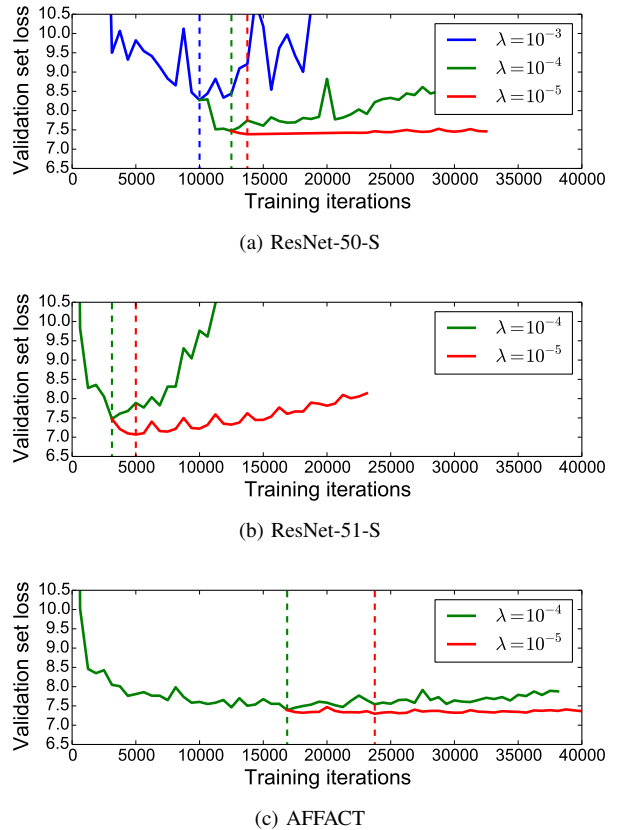 10.5
10.0
9.5
9.0
8.5
8.0
7.5
7.0
6.5
Validation set loss
λ=10⁻³
λ=10⁻⁴
λ=10⁻⁵
0 5000 10000 15000 20000 25000 30000 35000 40000
Training iterations
(a) ResNet-50-S
10.5
10.0
9.5
9.0
8.5
8.0
7.5
7.0
6.5
Validation set loss
λ=10⁻⁴
λ=10⁻⁵
0 5000 10000 15000 20000 25000 30000 35000 40000
Training iterations
(b) ResNet-51-S
10.5
10.0
9.5
9.0
8.5
8.0
7.5
7.0
6.5
Validation set loss
λ=10⁻⁴
λ=10⁻⁵
0 5000 10000 15000 20000 25000 30000 35000 40000
Training iterations
(c) AFFACT